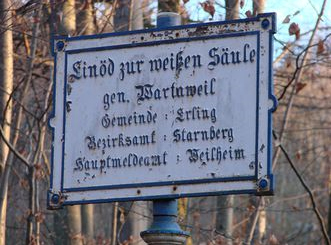 Einöd zur weißen Säule
gen. Wartaweil
Gemeinde : Erling
Bezirksamt : Starnberg
Hauptmeldeamt : Weilheim